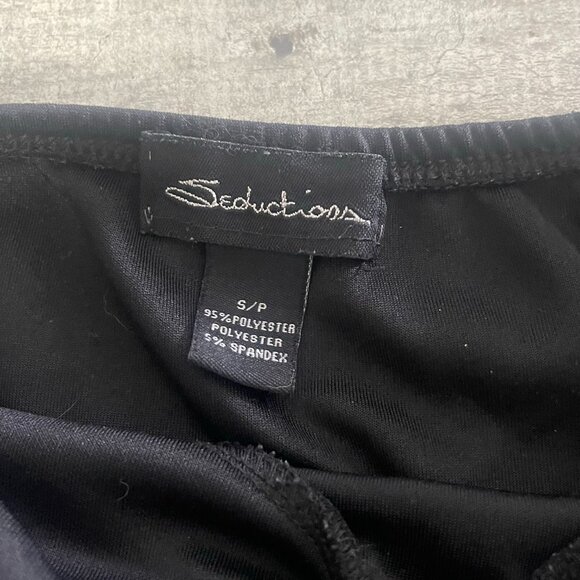 Seductions
S/P
95%POLYESTER
POLYESTER
5% SPANDEX